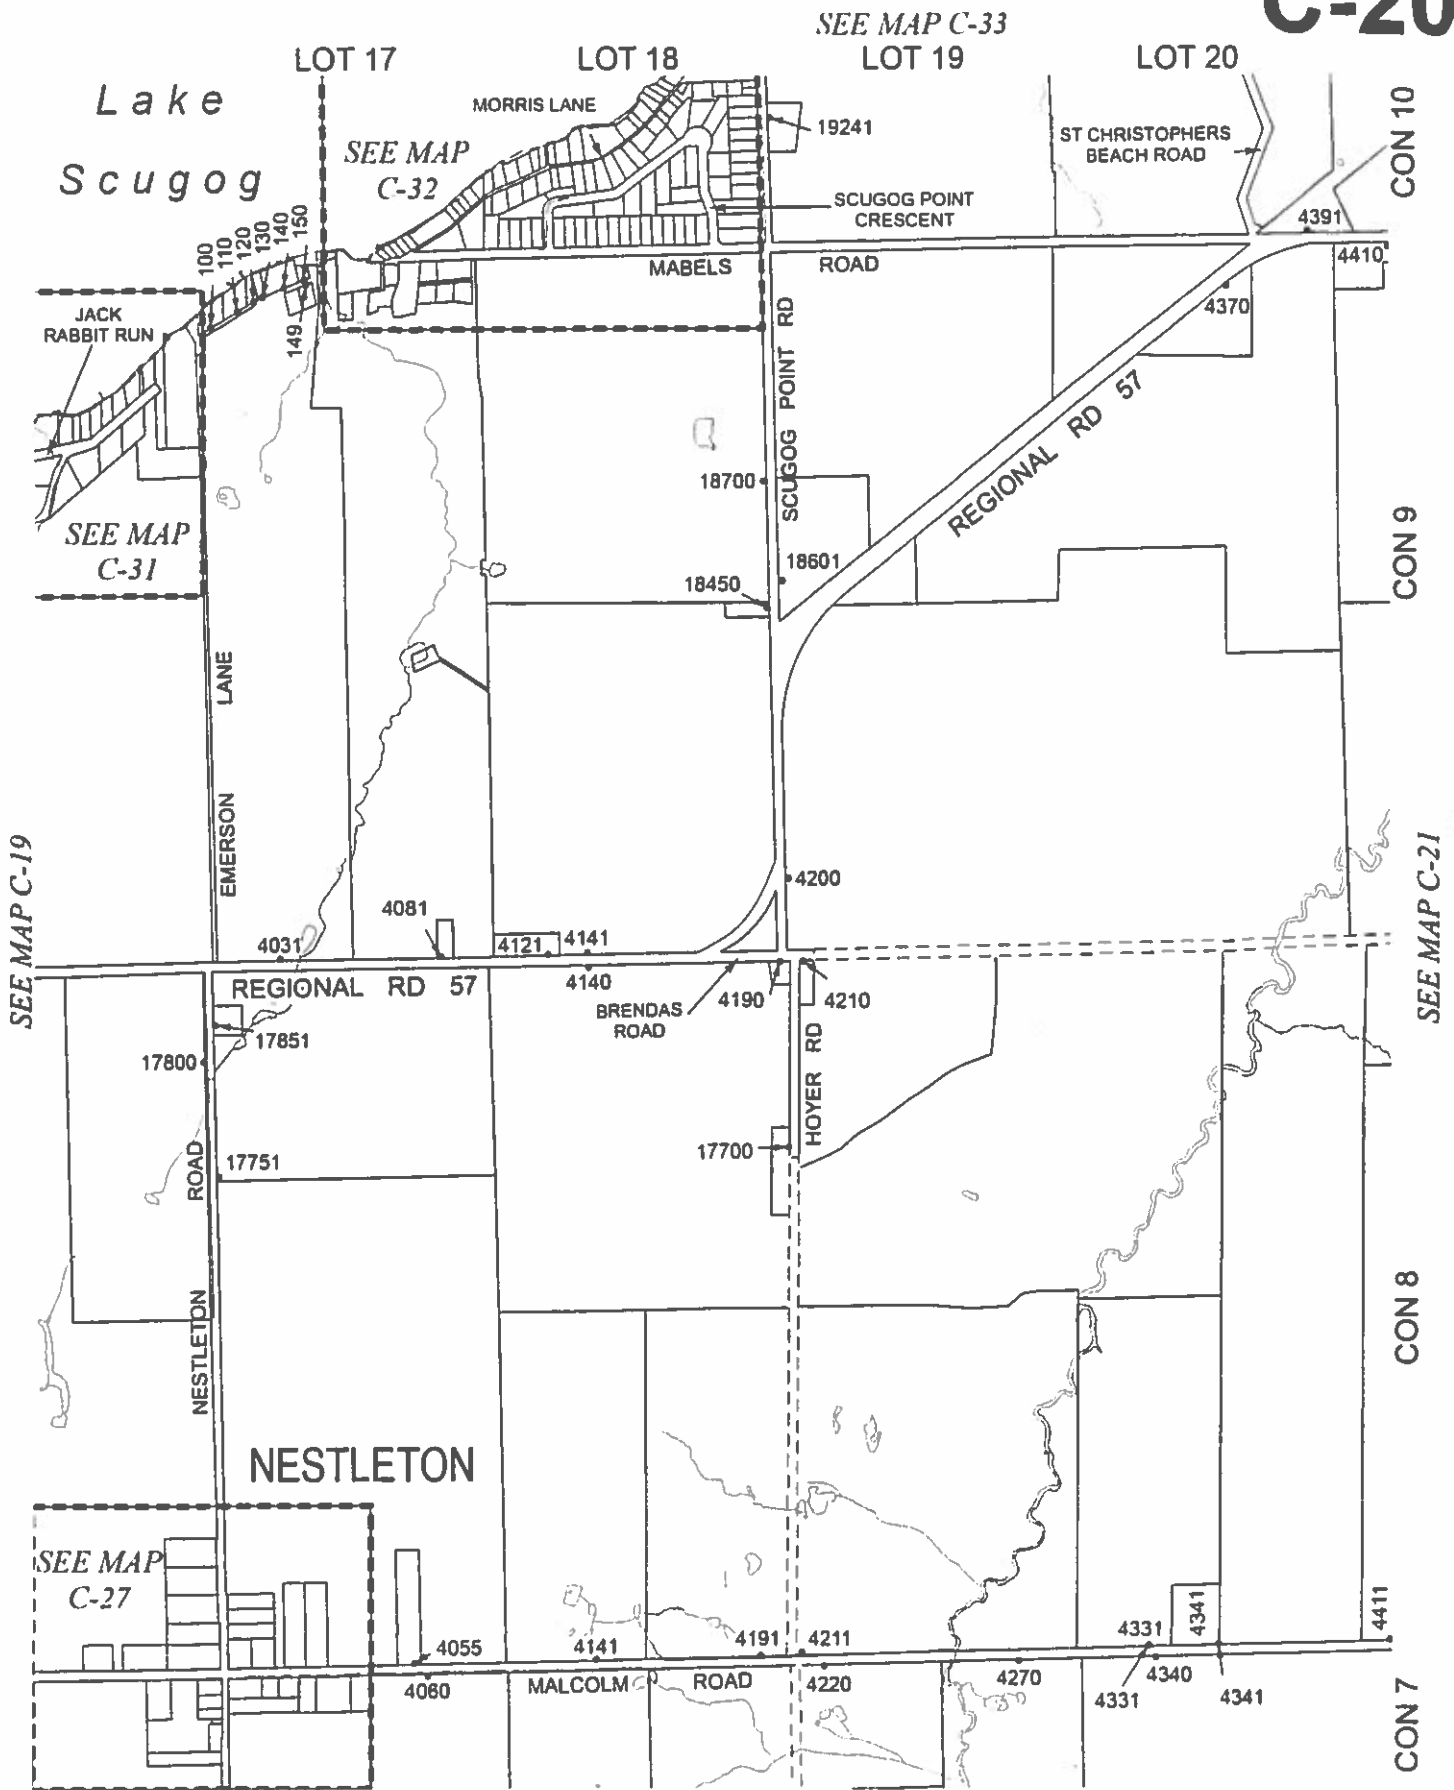 C-20
SEE MAP C-33
LOT 17
LOT 18
LOT 19
LOT 20
Lake
Scugog
CON 10
MORRIS LANE
19241
SEE MAP
C-32
ST CHRISTOPHERS
BEACH ROAD
SCUGOG POINT
CRESCENT
4391
100
110
120
130
140
150
149
MABELS ROAD
4410
4370
JACK
RABBIT RUN
SCUGOG POINT RD
REGIONAL RD 57
18700
SEE MAP
C-31
18601
18450
CON 9
EMERSON LANE
SEE MAP C-19
SEE MAP C-21
4200
4081
4031
4121
4141
REGIONAL RD 57
4140
BRENDAS
ROAD
4190
4210
17851
17800
HOYER RD
17700
17751
NESTLETON ROAD
CON 8
NESTLETON
SEE MAP
C-27
4055
4141
4191
4211
4331
4341
4411
4060
MALCOLM ROAD
4220
4270
4331
4340
4341
CON 7